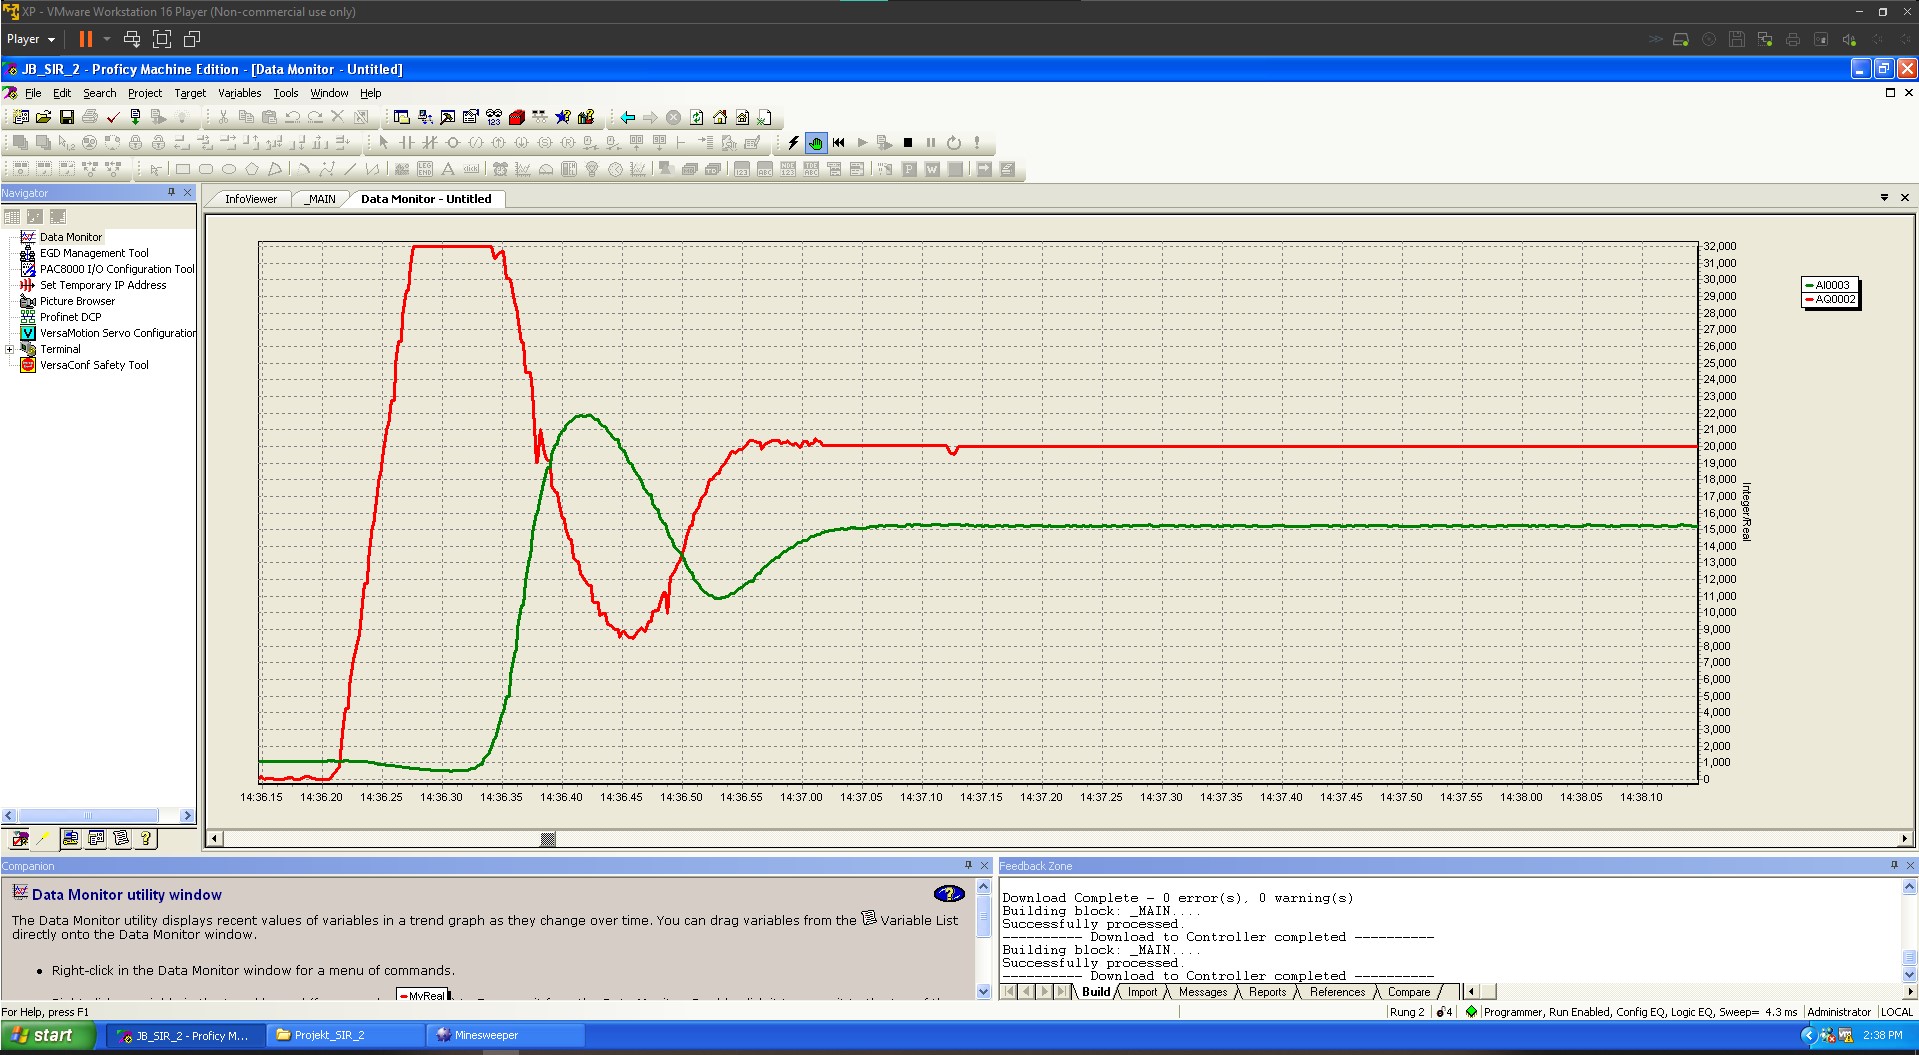 XP - VMware Workstation 16 Player (Non-commercial use only)
Player
JB_SIR_2 - Proficy Machine Edition - [Data Monitor - Untitled]
File Edit Search Project Target Variables Tools Window Help
Navigator
InfoViewer _MAIN Data Monitor - Untitled
Data Monitor
EGD Management Tool
PAC8000 I/O Configuration Tool
Set Temporary IP Address
Picture Browser
Profinet DCP
VersaMotion Servo Configuration
Terminal
VersaConf Safety Tool
32,000
31,000
30,000
29,000
28,000
27,000
26,000
25,000
24,000
23,000
22,000
21,000
20,000
19,000
18,000
17,000
16,000
15,000
14,000
13,000
12,000
11,000
10,000
9,000
8,000
7,000
6,000
5,000
4,000
3,000
2,000
1,000
0
Integer/Real
AI0003
AQ0002
14:36.15 14:36.20 14:36.25 14:36.30 14:36.35 14:36.40 14:36.45 14:36.50 14:36.55 14:37.00 14:37.05 14:37.10 14:37.15 14:37.20 14:37.25 14:37.30 14:37.35 14:37.40 14:37.45 14:37.50 14:37.55 14:38.00 14:38.05 14:38.10
Companion
Data Monitor utility window
The Data Monitor utility displays recent values of variables in a trend graph as they change over time. You can drag variables from the Variable List
directly onto the Data Monitor window.
• Right-click in the Data Monitor window for a menu of commands.
MyReal
Feedback Zone
Download Complete - 0 error(s), 0 warning(s)
Building block: _MAIN....
Successfully processed.
---------- Download to Controller completed ----------
Building block: _MAIN....
Successfully processed.
---------- Download to Controller completed ----------
Build Import Messages Reports References Compare
For Help, press F1
Rung 2 4 Programmer, Run Enabled, Config EQ, Logic EQ, Sweep= 4.3 ms Administrator LOCAL
start JB_SIR_2 - Proficy M... Projekt_SIR_2 Minesweeper 2:38 PM